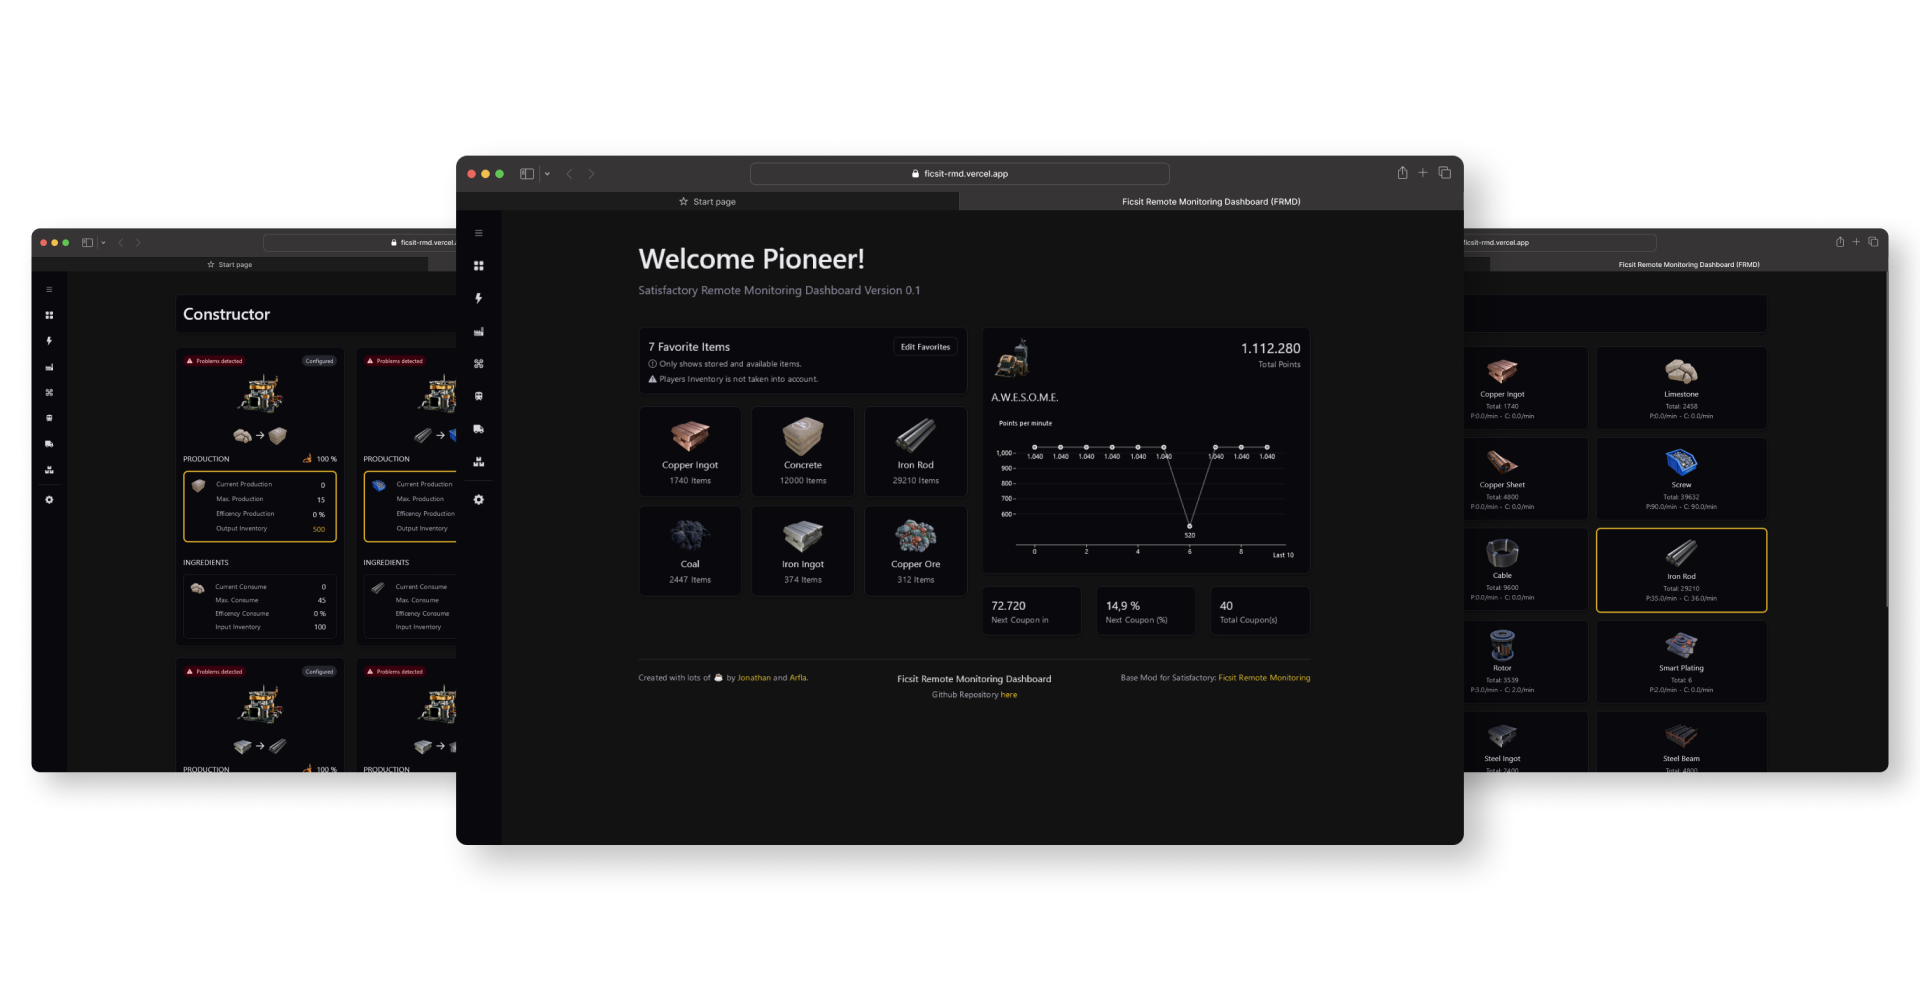 ficsit-rmd.vercel.app
Start page
Ficsit Remote Monitoring Dashboard (FRMD)
Welcome Pioneer!
Satisfactory Remote Monitoring Dashboard Version 0.1
7 Favorite Items
Edit Favorites
Only shows stored and available items.
Players Inventory is not taken into account.
Copper Ingot
1740 Items
Concrete
12000 Items
Iron Rod
29210 Items
Coal
2447 Items
Iron Ingot
374 Items
Copper Ore
312 Items
1.112.280
Total Points
A.W.E.S.O.M.E.
Points per minute
1,000
900
800
700
600
1.040 1.040 1.040 1.040 1.040 1.040 1.040 1.040 1.040
520
0 2 4 6 8 Last 10
72.720
Next Coupon in
14,9 %
Next Coupon (%)
40
Total Coupon(s)
Created with lots of by Jonathan and Arfla.
Ficsit Remote Monitoring Dashboard
Github Repository here
Base Mod for Satisfactory: Ficsit Remote Monitoring
ficsit-rmd.vercel.
Start page
Constructor
Problems detected Configured
PRODUCTION 100 %
Current Production 0
Max. Production 15
Efficency Production 0 %
Output Inventory 500
INGREDIENTS
Current Consume 0
Max. Consume 45
Efficency Consume 0 %
Input Inventory 100
Problems detected
PRODUCTION
Current Production
Max. Production
Efficency Production
Output Inventory
INGREDIENTS
Current Consume
Max. Consume
Efficency Consume
Input Inventory
Problems detected Configured
PRODUCTION 100 %
Problems detected
PRODUCTION
ficsit-rmd.vercel.app
Ficsit Remote Monitoring Dashboard (FRMD)
Copper Ingot
Total: 1740
P:0.0/min - C: 0.0/min
Limestone
Total: 2458
P:0.0/min - C: 0.0/min
Copper Sheet
Total: 4800
P:0.0/min - C: 0.0/min
Screw
Total: 39632
P:90.0/min - C: 90.0/min
Cable
Total: 9600
P:0.0/min - C: 0.0/min
Iron Rod
Total: 29210
P:35.0/min - C: 36.0/min
Rotor
Total: 3539
P:3.0/min - C: 2.0/min
Smart Plating
Total: 6
P:2.0/min - C: 0.0/min
Steel Ingot
Total: 2400
Steel Beam
Total: 4800